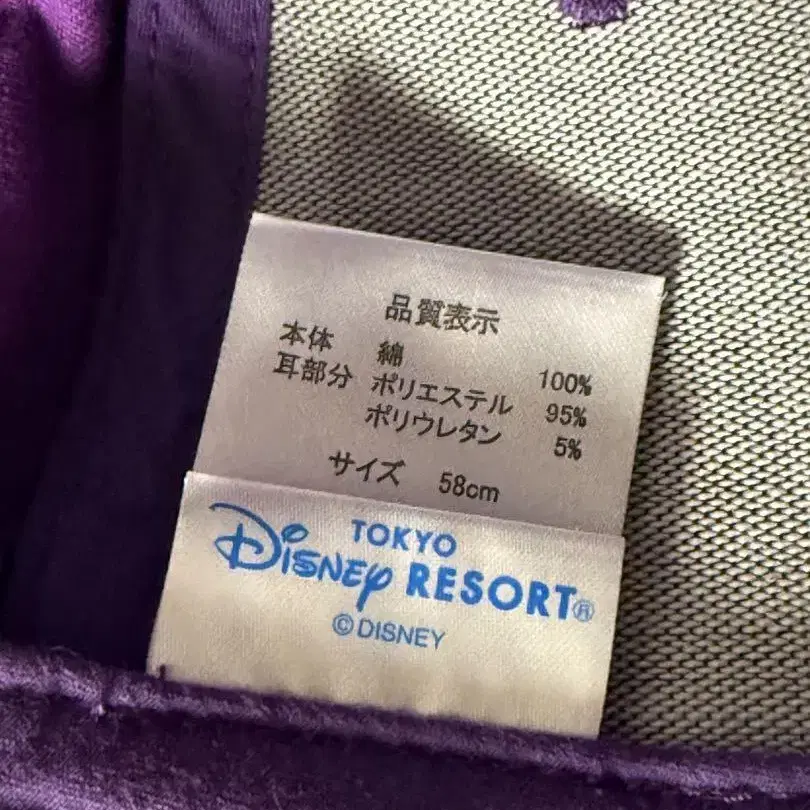 品質表示
本体 綿 100%
耳部分 ポリエステル 95%
ポリウレタン 5%
サイズ 58cm
TOKYO
DISNEY RESORT®
©DISNEY